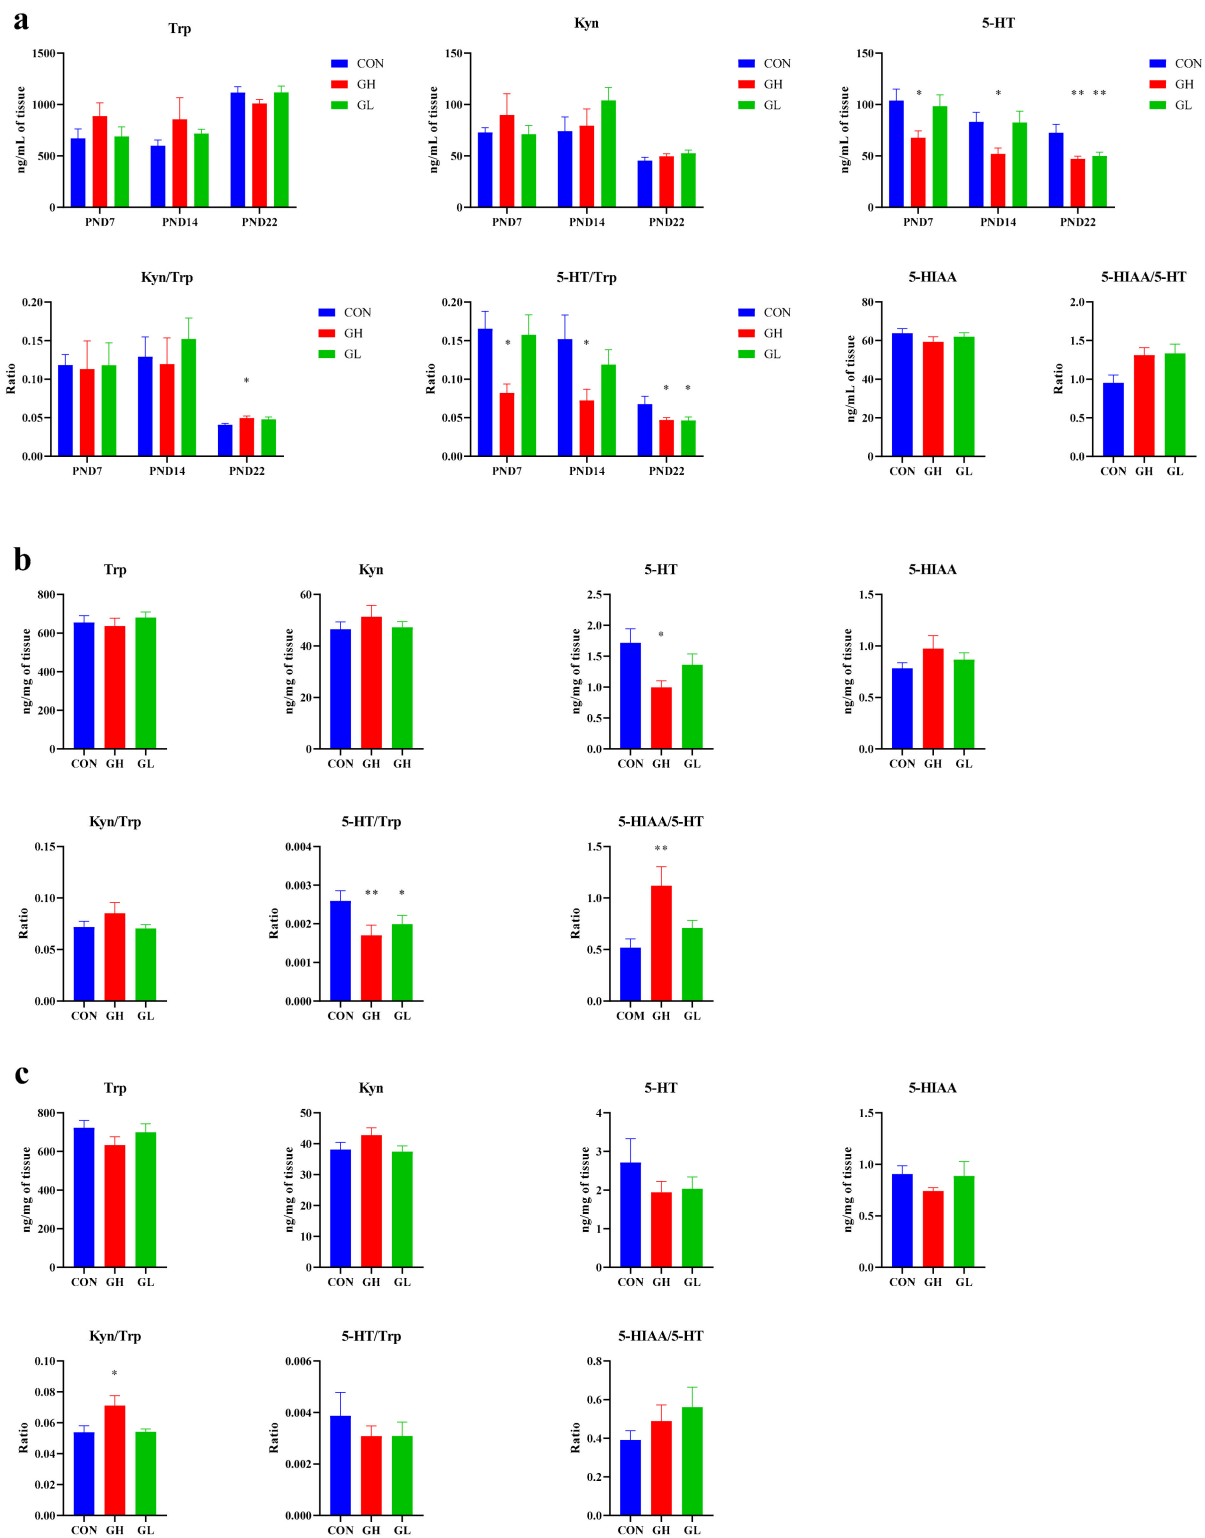 a
Trp
ng/mL of tissue
1500
1000
500
0
PND7 PND14 PND22
CON
GH
GL
Kyn
ng/mL of tissue
150
100
50
0
PND7 PND14 PND22
CON
GH
GL
5-HT
ng/mL of tissue
150
100
50
0
* * ** **
PND7 PND14 PND22
CON
GH
GL
Kyn/Trp
Ratio
0.20
0.15
0.10
0.05
0.00
*
PND7 PND14 PND22
CON
GH
GL
5-HT/Trp
Ratio
0.20
0.15
0.10
0.05
0.00
* * * *
PND7 PND14 PND22
CON
GH
GL
5-HIAA
ng/mL of tissue
80
60
40
20
0
CON GH GL
5-HIAA/5-HT
Ratio
2.0
1.5
1.0
0.5
0.0
CON GH GL
b
Trp
ng/mg of tissue
800
600
400
200
0
CON GH GL
Kyn
ng/mg of tissue
60
40
20
0
CON GH GH
5-HT
ng/mg of tissue
2.5
2.0
1.5
1.0
0.5
0.0
*
CON GH GL
5-HIAA
ng/mg of tissue
1.5
1.0
0.5
0.0
CON GH GL
Kyn/Trp
Ratio
0.15
0.10
0.05
0.00
CON GH GL
5-HT/Trp
Ratio
0.004
0.003
0.002
0.001
0.000
** *
CON GH GL
5-HIAA/5-HT
Ratio
1.5
1.0
0.5
0.0
**
COM GH GL
c
Trp
ng/mg of tissue
800
600
400
200
0
CON GH GL
Kyn
ng/mg of tissue
50
40
30
20
10
0
CON GH GL
5-HT
ng/mg of tissue
4
3
2
1
0
CON GH GL
5-HIAA
ng/mg of tissue
1.5
1.0
0.5
0.0
CON GH GL
Kyn/Trp
Ratio
0.10
0.08
0.06
0.04
0.02
0.00
*
CON GH GL
5-HT/Trp
Ratio
0.006
0.004
0.002
0.000
CON GH GL
5-HIAA/5-HT
Ratio
0.8
0.6
0.4
0.2
0.0
CON GH GL